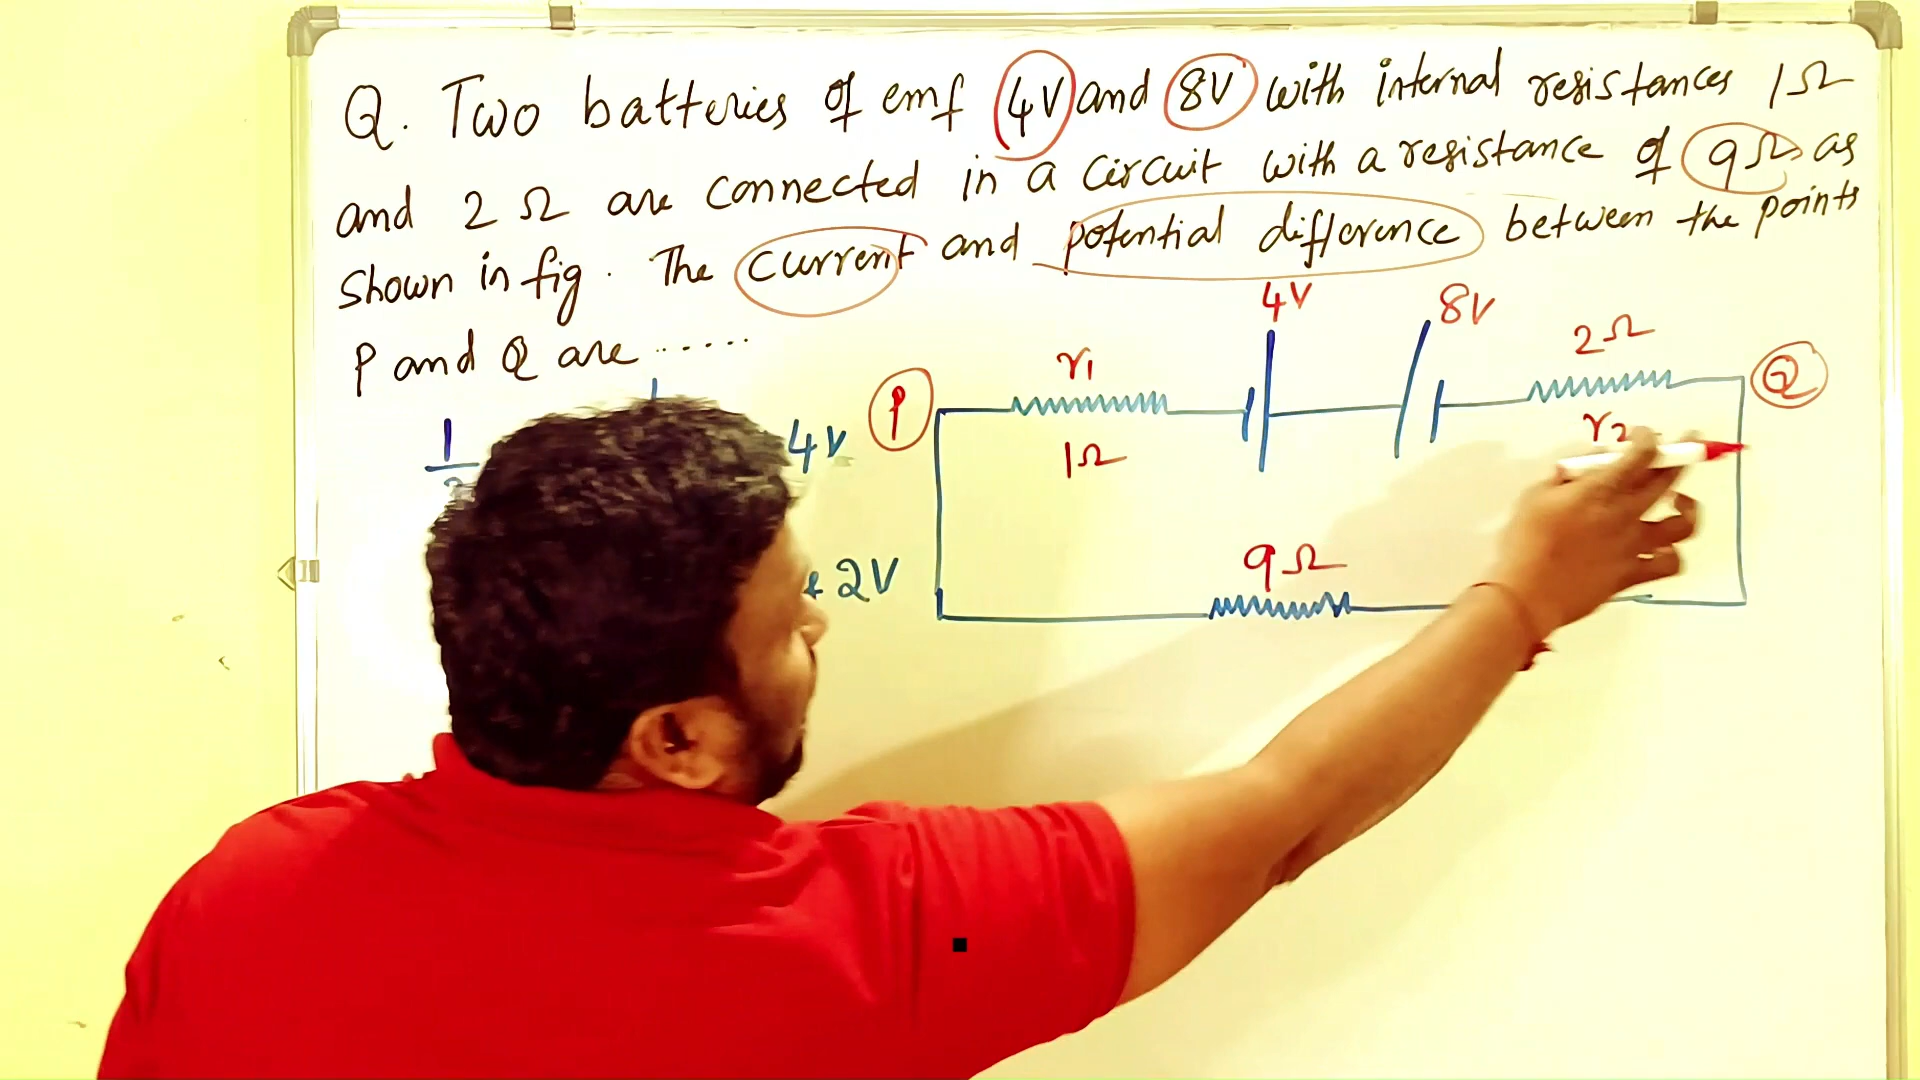 Q. Two batteries of emf 4V and 8V with internal resistances 1Ω
and 2 Ω are connected in a circuit with a resistance of 9Ω as
shown in fig. The current and potential difference between the points
P and Q are ......
4V 8V
r1 2Ω
P Q
1Ω r2
1 4V
9Ω
2V